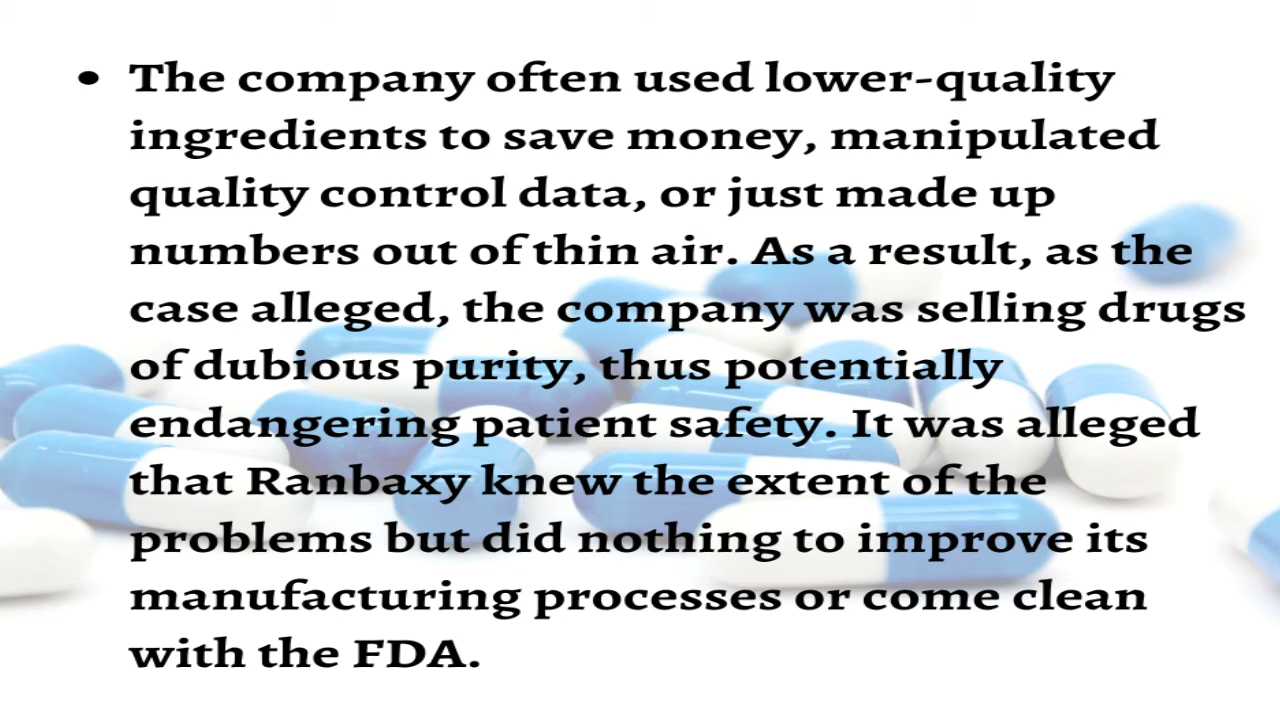 • The company often used lower-quality
ingredients to save money, manipulated
quality control data, or just made up
numbers out of thin air. As a result, as the
case alleged, the company was selling drugs
of dubious purity, thus potentially
endangering patient safety. It was alleged
that Ranbaxy knew the extent of the
problems but did nothing to improve its
manufacturing processes or come clean
with the FDA.